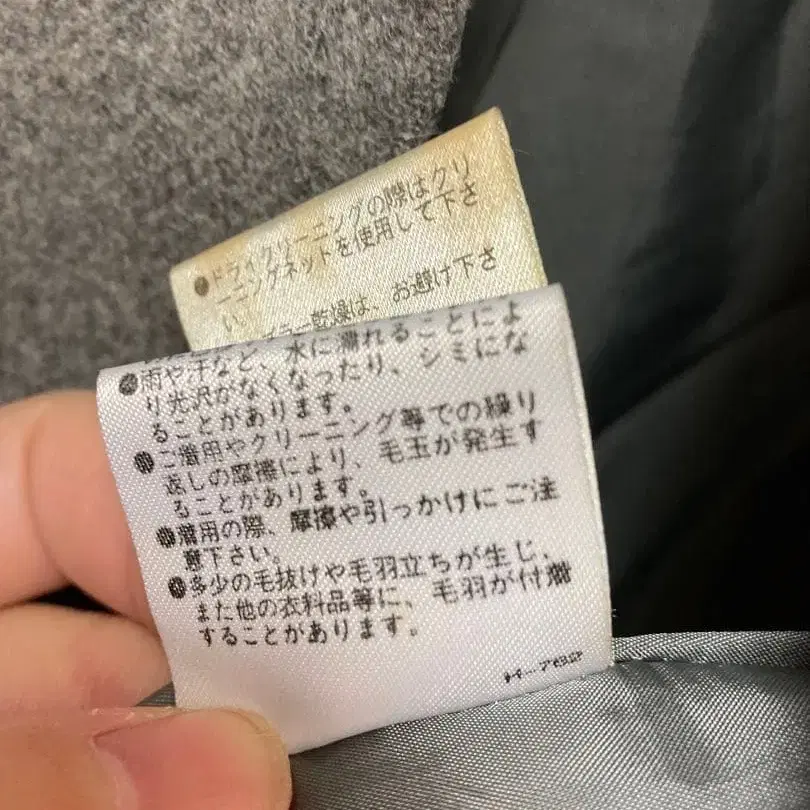 ●ドライクリーニングの際はクリ
ーニングネットを使用して下さ
い。
ラー乾燥は、お避け下さ
●雨や汗など、水に濡れることによ
り光沢がなくなったり、シミにな
ることがあります。
●ご着用やクリーニング等での繰り
返しの摩擦により、毛玉が発生す
ることがあります。
●着用の際、摩擦や引っかけにご注
意下さい。
●多少の毛抜けや毛羽立ちが生じ、
また他の衣料品等に、毛羽が付着
することがあります。